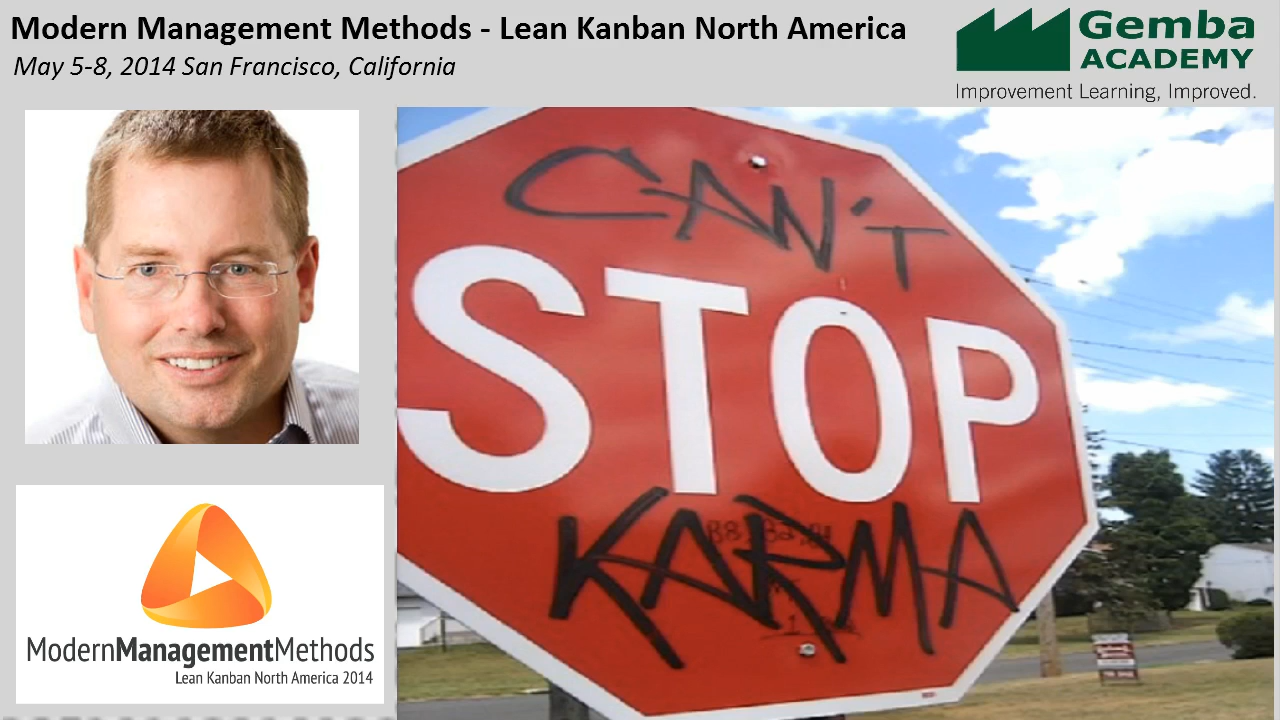 Modern Management Methods - Lean Kanban North America
May 5-8, 2014 San Francisco, California
Gemba
ACADEMY
Improvement Learning, Improved.
CAN'T
STOP
KARMA
ModernManagementMethods
Lean Kanban North America 2014